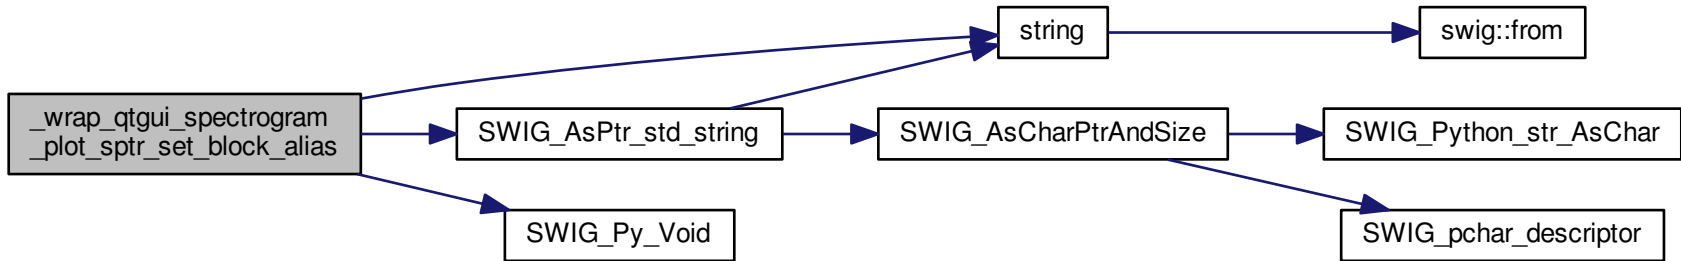 string
swig::from
_wrap_qtgui_spectrogram
_plot_sptr_set_block_alias
SWIG_AsPtr_std_string
SWIG_AsCharPtrAndSize
SWIG_Python_str_AsChar
SWIG_Py_Void
SWIG_pchar_descriptor